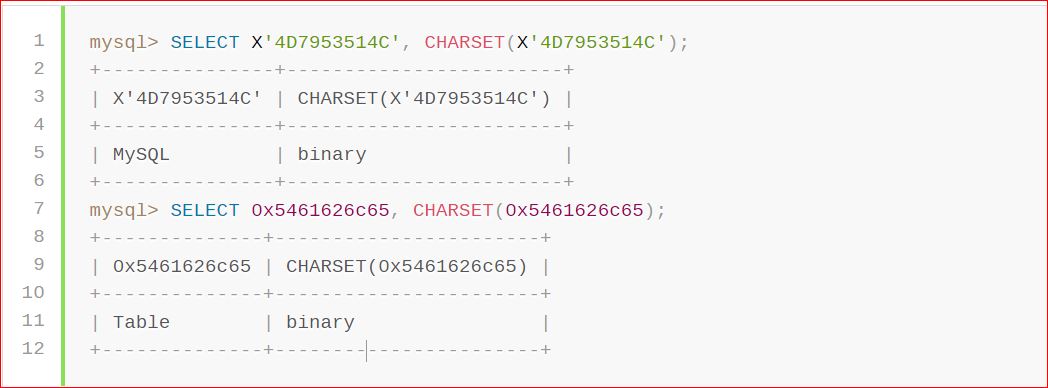 1 mysql> SELECT X'4D7953514C', CHARSET(X'4D7953514C');
2 +---------------+------------------------+
3 | X'4D7953514C' | CHARSET(X'4D7953514C') |
4 +---------------+------------------------+
5 | MySQL         | binary                 |
6 +---------------+------------------------+
7 mysql> SELECT 0x5461626c65, CHARSET(0x5461626c65);
8 +--------------+-----------------------+
9 | 0x5461626c65 | CHARSET(0x5461626c65) |
10 +--------------+-----------------------+
11 | Table        | binary                |
12 +--------------+-----------------------+